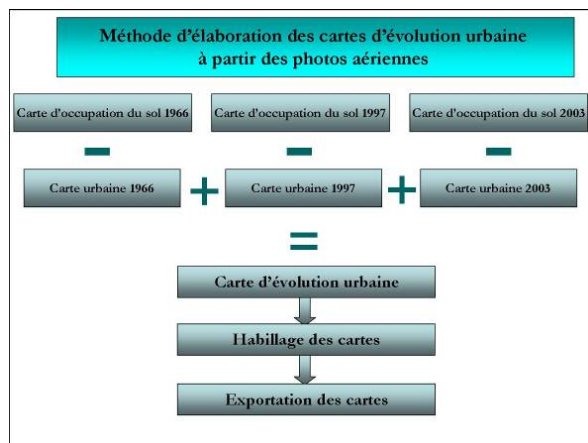 Méthode d'élaboration des cartes d'évolution urbaine
à partir des photos aériennes
Carte d'occupation du sol 1966
Carte d'occupation du sol 1997
Carte d'occupation du sol 2003
Carte urbaine 1966
+
Carte urbaine 1997
+
Carte urbaine 2003
=
Carte d'évolution urbaine
Habillage des cartes
Exportation des cartes